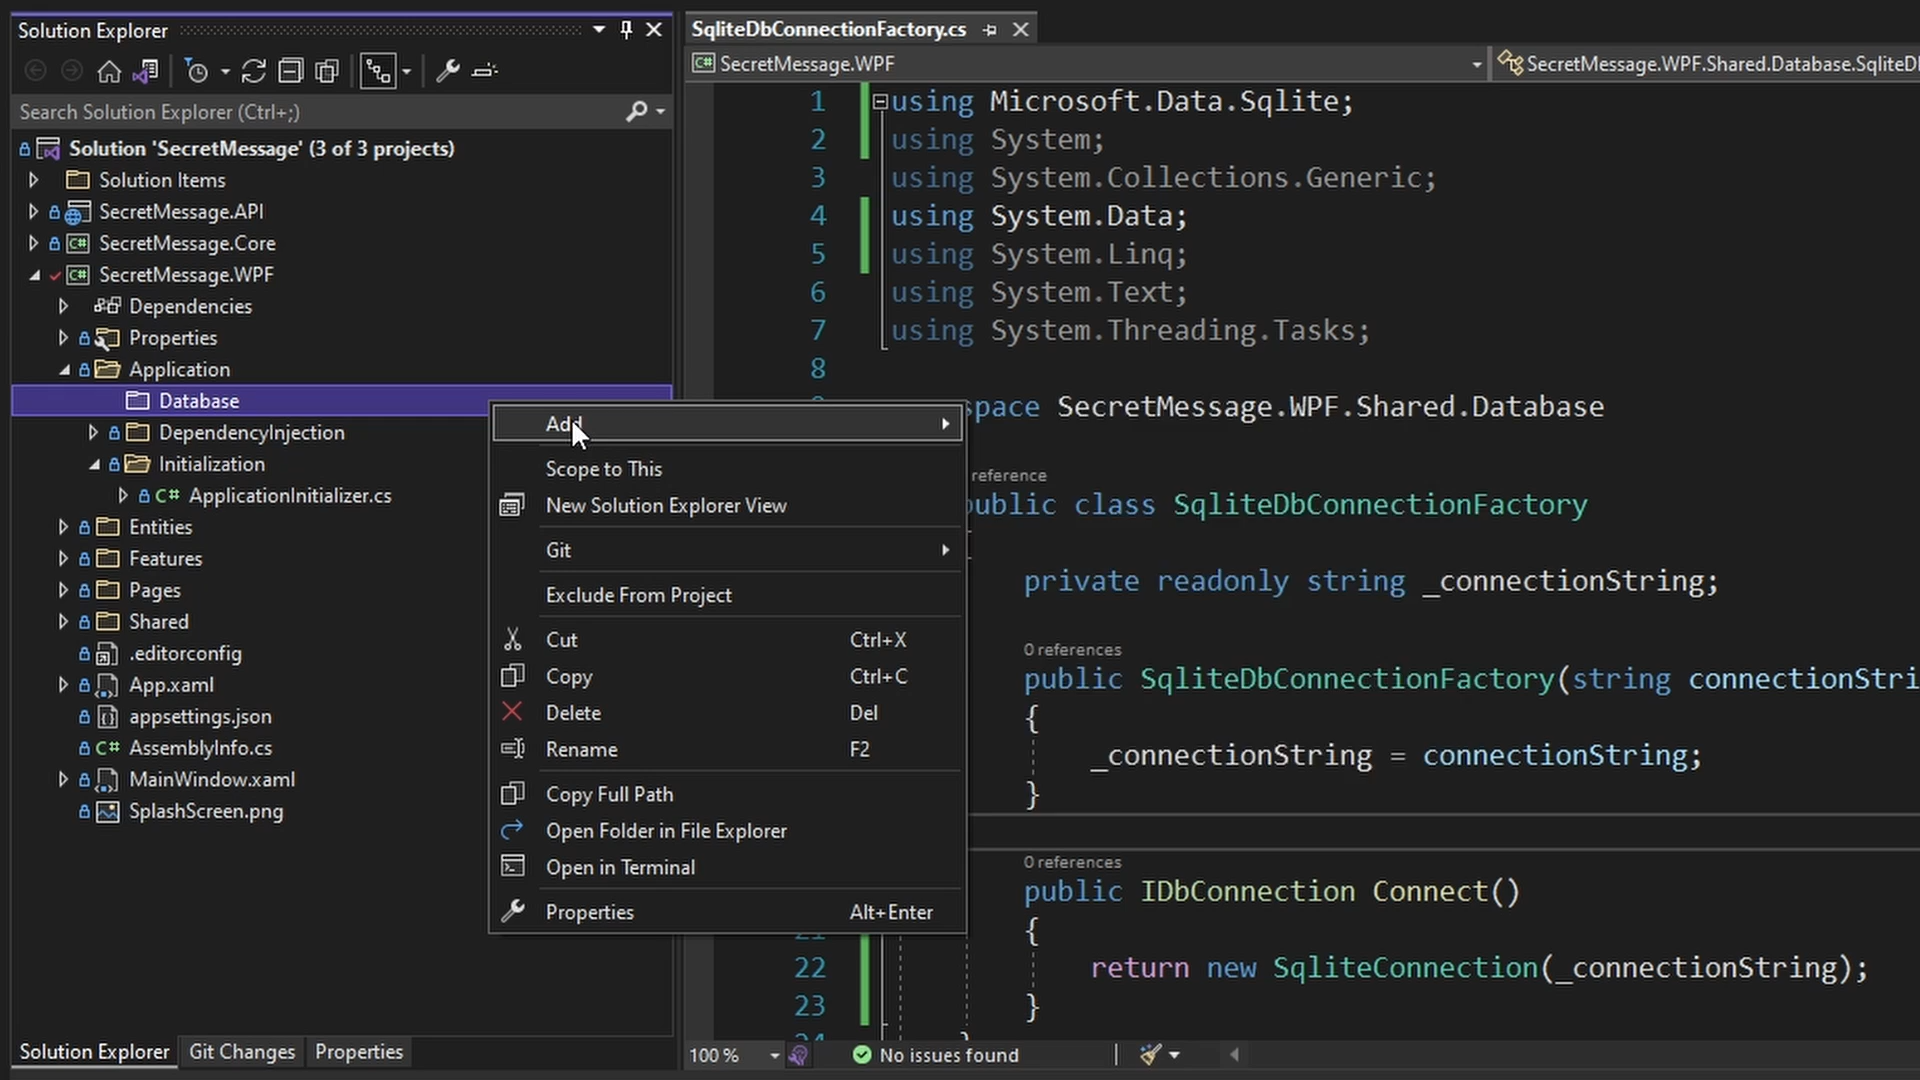 Solution Explorer
Search Solution Explorer (Ctrl+;)
Solution 'SecretMessage' (3 of 3 projects)
Solution Items
SecretMessage.API
SecretMessage.Core
SecretMessage.WPF
Dependencies
Properties
Application
Database
DependencyInjection
Initialization
C# ApplicationInitializer.cs
Entities
Features
Pages
Shared
.editorconfig
App.xaml
appsettings.json
C# AssemblyInfo.cs
MainWindow.xaml
SplashScreen.png
Solution Explorer
Git Changes
Properties
Add
Scope to This
New Solution Explorer View
Git
Exclude From Project
Cut Ctrl+X
Copy Ctrl+C
Delete Del
Rename F2
Copy Full Path
Open Folder in File Explorer
Open in Terminal
Properties Alt+Enter
SqliteDbConnectionFactory.cs
SecretMessage.WPF
SecretMessage.WPF.Shared.Database.SqliteD
1 using Microsoft.Data.Sqlite;
2 using System;
3 using System.Collections.Generic;
4 using System.Data;
5 using System.Linq;
6 using System.Text;
7 using System.Threading.Tasks;
8
space SecretMessage.WPF.Shared.Database
reference
public class SqliteDbConnectionFactory
private readonly string _connectionString;
0 references
public SqliteDbConnectionFactory(string connectionStri
{
_connectionString = connectionString;
}
0 references
public IDbConnection Connect()
21 {
22 return new SqliteConnection(_connectionString);
23 }
24 }
100 %
No issues found